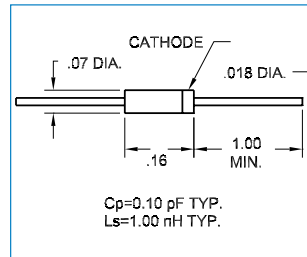 CATHODE
.07 DIA.
.018 DIA.
.16
1.00
MIN.
Cp=0.10 pF TYP.
Ls=1.00 nH TYP.